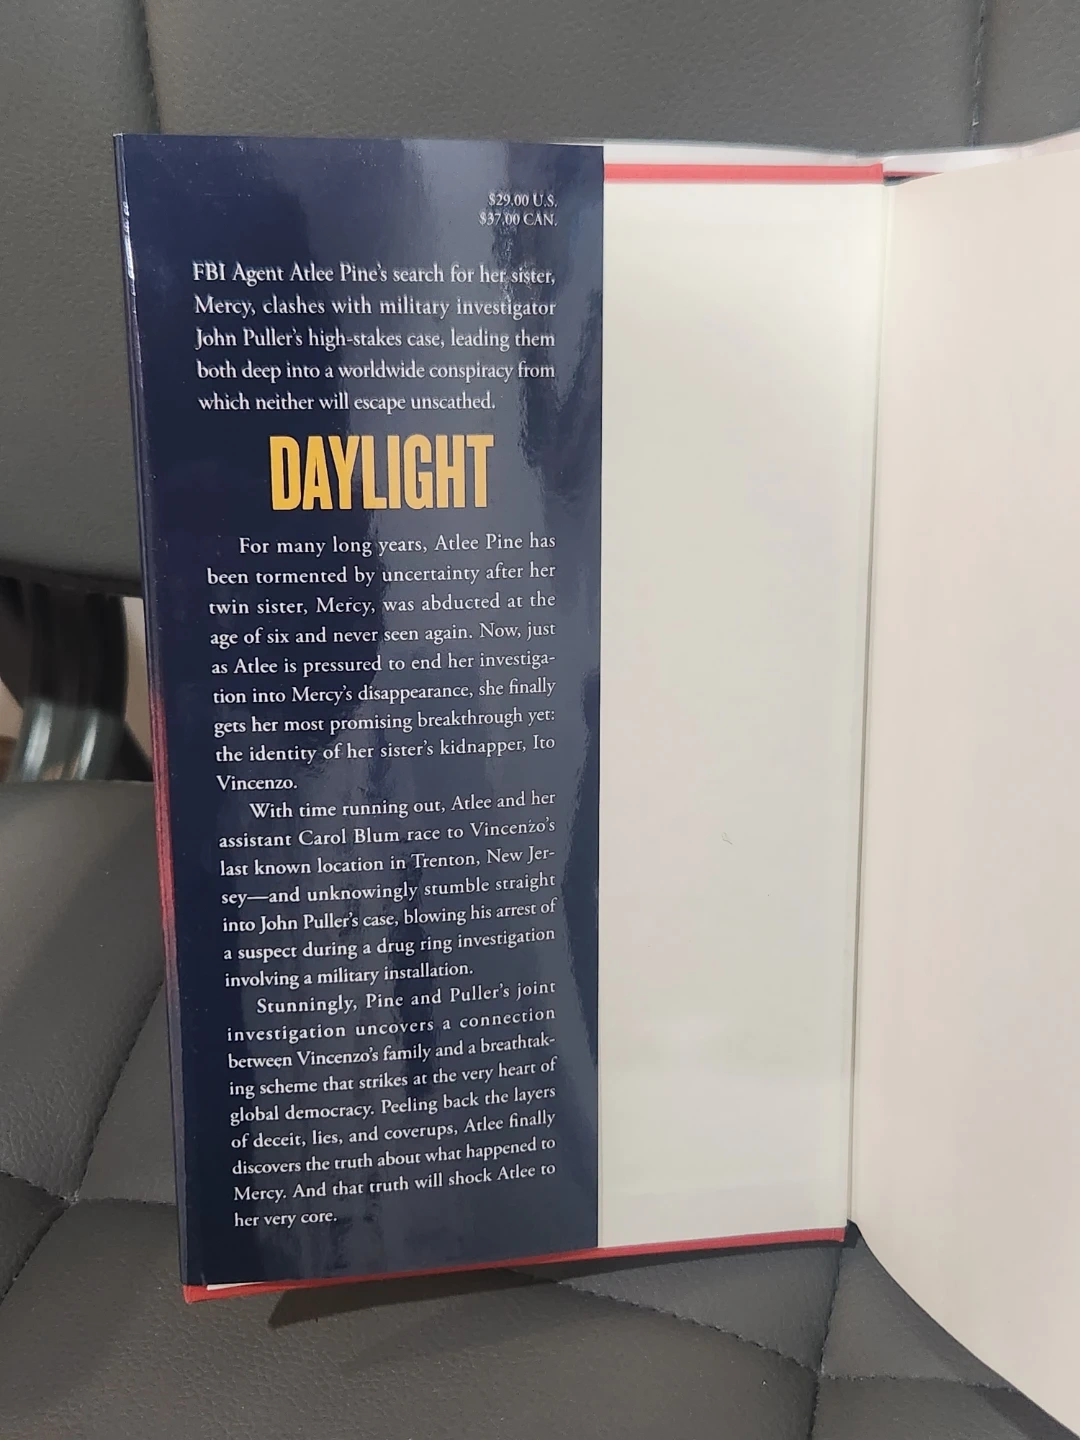 $29.00 U.S.
$37.00 CAN.
FBI Agent Atlee Pine's search for her sister,
Mercy, clashes with military investigator
John Puller's high-stakes case, leading them
both deep into a worldwide conspiracy from
which neither will escape unscathed.
DAYLIGHT
For many long years, Atlee Pine has
been tormented by uncertainty after her
twin sister, Mercy, was abducted at the
age of six and never seen again. Now, just
as Atlee is pressured to end her investiga-
tion into Mercy's disappearance, she finally
gets her most promising breakthrough yet:
the identity of her sister's kidnapper, Ito
Vincenzo.
With time running out, Atlee and her
assistant Carol Blum race to Vincenzo's
last known location in Trenton, New Jer-
sey—and unknowingly stumble straight
into John Puller's case, blowing his arrest of
a suspect during a drug ring investigation
involving a military installation.
Stunningly, Pine and Puller's joint
investigation uncovers a connection
between Vincenzo's family and a breathtak-
ing scheme that strikes at the very heart of
global democracy. Peeling back the layers
of deceit, lies, and coverups, Atlee finally
discovers the truth about what happened to
Mercy. And that truth will shock Atlee to
her very core.